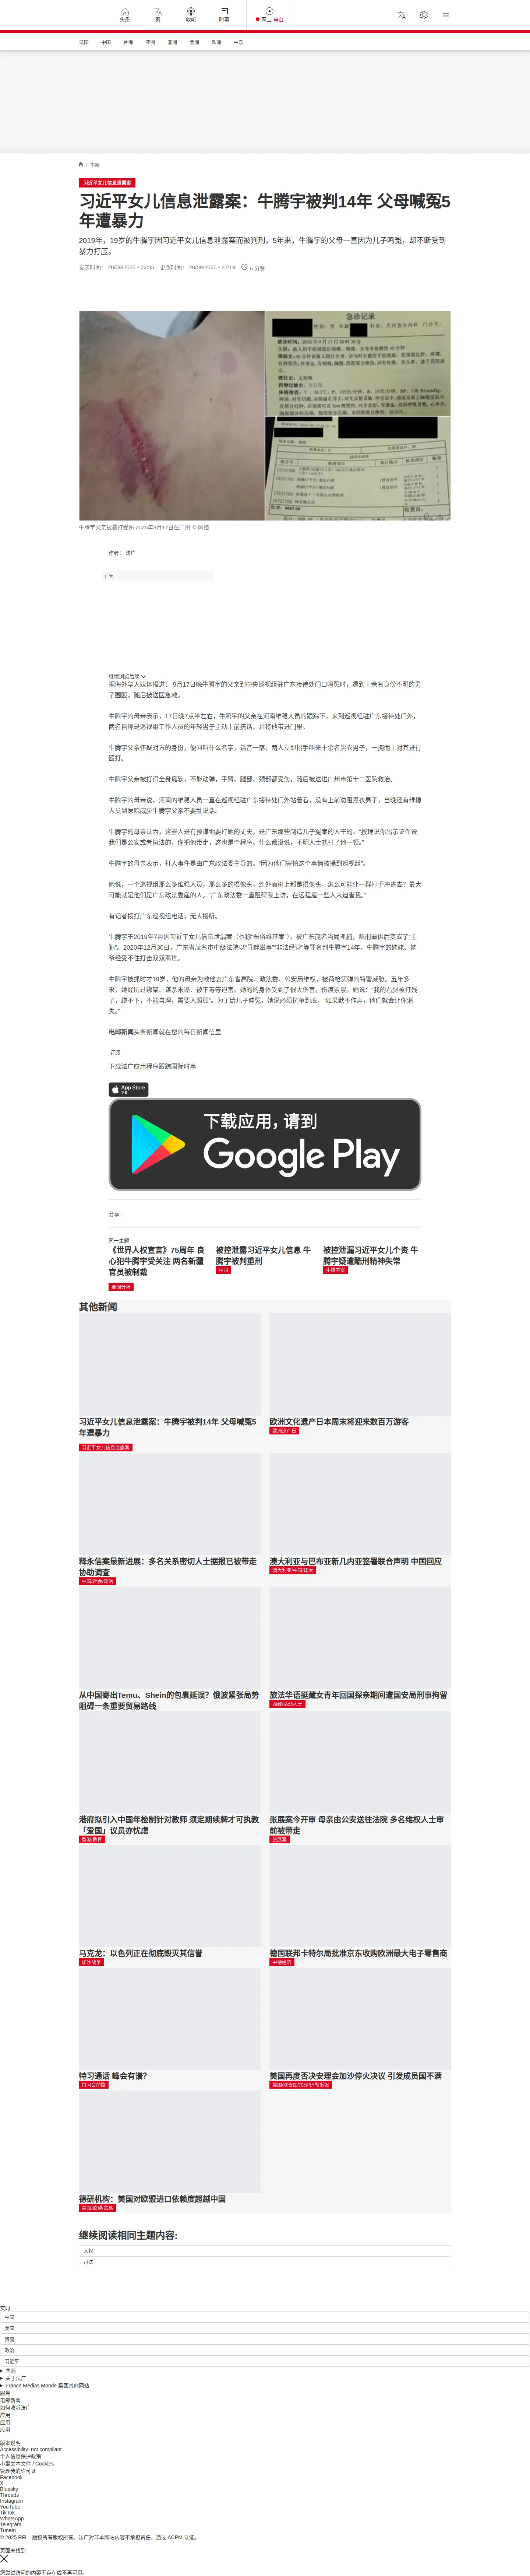 头条
繁
收听
时事
网上 电台
法国
中国
台海
亚洲
非洲
美洲
欧洲
中东
/ 中国
习近平女儿信息泄露案
习近平女儿信息泄露案：牛腾宇被判14年 父母喊冤5
年遭暴力
2019年，19岁的牛腾宇因习近平女儿信息泄露案而被判刑，5年来，牛腾宇的父母一直因为儿子鸣冤，却不断受到
暴力打压。
发表时间： 20/09/2025 - 22:35 更改时间： 20/09/2025 - 23:19 6 分钟
急诊记录
牛腾宇父亲被暴打受伤 2025年9月17日在广州 © 网络
作者： 法广
广告
继续浏览后续
据海外华人媒体报道： 9月17日晚牛腾宇的父亲到中央巡视组驻广东接待处门口鸣冤时，遭到十余名身份不明的男
子围殴，随后被送医急救。
牛腾宇的母亲表示，17日晚7点半左右，牛腾宇的父亲在河南维稳人员的跟踪下，来到巡视组驻广东接待处门外，
两名自称是巡视组工作人员的年轻男子主动上前搭话，并将他带进门里。
牛腾宇父亲怀疑对方的身份，便问叫什么名字，话音一落，两人立即招手叫来十余名黑衣男子，一拥而上对其进行
殴打。
牛腾宇父亲被打得全身瘫软，不能动弹，手臂、腿部、颈部都受伤，随后被送进广州市第十二医院救治。
牛腾宇的母亲说，河南的维稳人员一直在巡视组驻广东接待处门外站着看，没有上前劝阻黑衣男子，当晚还有维稳
人员到医院威胁牛腾宇父亲不要乱说话。
牛腾宇的母亲认为，这些人是有预谋地要打她的丈夫，是广东那些制造儿子冤案的人干的。“按理说你出示证件说
我们是公安或者执法的，你把他带走，这也是个程序。什么都没说，不明人士就打了他一顿。”
牛腾宇的母亲表示，打人事件是由广东政法委主导的。“因为他们害怕这个事情被捅到巡视组”。
她说，一个巡视组那么多维稳人员，那么多的摄像头，连外面树上都是摄像头，怎么可能让一群打手冲进去？最大
可能就是他们是广东政法委雇的人。“广东政法委一直阻碍我上访，在远程雇一些人来迫害我。”
有记者拨打广东巡视组电话，无人接听。
牛腾宇于2019年7月因习近平女儿信息泄漏案（也称“恶俗维基案”），被广东茂名当局抓捕，酷刑逼供后变成了“主
犯”。2020年12月30日，广东省茂名市中级法院以“寻衅滋事”“非法经营”等罪名判牛腾宇14年。牛腾宇的姥姥、姥
爷经受不住打击双双离世。
牛腾宇被抓时才19岁，他的母亲为救他去广东省高院、政法委、公安局维权，被荷枪实弹的特警威胁。五年多
来，她经历过绑架、谋杀未遂、被下毒等迫害。她的的身体受到了很大伤害，伤痕累累。她说：“我的右腿被打残
了，蹲不下，不能自理，需要人照顾”。为了给儿子伸冤，她说必须抗争到底。“如果默不作声，他们就会让你消
失。”
电邮新闻头条新闻就在您的每日新闻信里
订阅
下载法广应用程序跟踪国际时事
App Store
下载
下载应用，请到
Google Play
分享 :
同一主题
《世界人权宣言》75周年 良
心犯牛腾宇受关注 两名新疆
官员被制裁
要闻分析
被控泄露习近平女儿信息 牛
腾宇被判重刑
中国
被控泄漏习近平女儿个资 牛
腾宇疑遭酷刑精神失常
牛腾宇案
其他新闻
习近平女儿信息泄露案：牛腾宇被判14年 父母喊冤5
年遭暴力
习近平女儿信息泄露案
欧洲文化遗产日本周末将迎来数百万游客
欧洲遗产日
释永信案最新进展：多名关系密切人士据报已被带走
协助调查
中国/社会/政治
澳大利亚与巴布亚新几内亚签署联合声明 中国回应
澳大利亚/中国/印太
从中国寄出Temu、Shein的包裹延误？俄波紧张局势
阻碍一条重要贸易路线
旅法华语挺藏女青年回国探亲期间遭国安局刑事拘留
西藏/活动人士
港府拟引入中国年检制针对教师 须定期续牌才可执教
「爱国」议员亦忧虑
香港/教育
张展案今开审 母亲由公安送往法院 多名维权人士审
前被带走
张展案
马克龙：以色列正在彻底毁灭其信誉
加沙战争
德国联邦卡特尔局批准京东收购欧洲最大电子零售商
中德经济
特习通话 峰会有谱?
特习会前瞻
美国再度否决安理会加沙停火决议 引发成员国不满
美国/联合国/加沙/巴勒斯坦
德研机构：美国对欧盟进口依赖度超越中国
美国/欧盟/贸易
继续阅读相同主题内容:
人权
司法
实时
中国
美国
贸易
政治
习近平
国际
关于法广
France Médias Monde 集团其他网站
服务
电邮新闻
如何收听法广
应用
应用
应用
版本说明
Accessibility: not compliant
个人信息保护政策
小型文本文件 / Cookies
管理我的许可证
Facebook
X
Bluesky
Threads
Instagram
YouTube
TikTok
WhatsApp
Telegram
TuneIn
© 2025 RFI – 版权所有版权所有。法广对非本网站内容不承担责任。通过 ACPM 认证。
页面未找到
您尝试访问的内容不存在或不再可用。